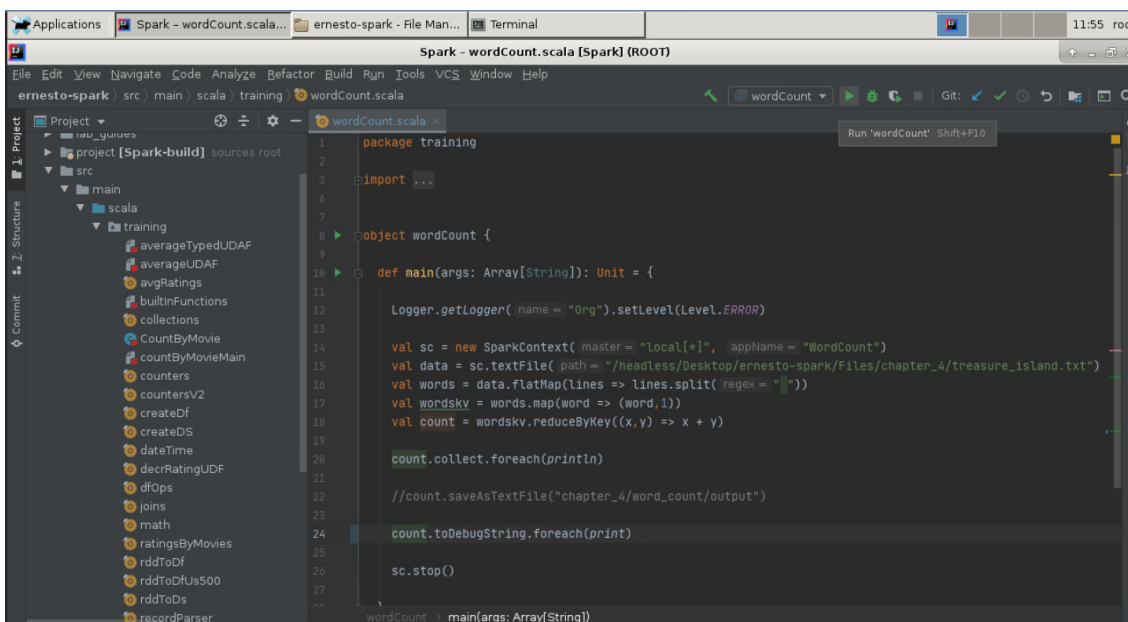 Applications Spark - wordCount.scala... ernesto-spark - File Man... Terminal 11:55
Spark - wordCount.scala [Spark] (ROOT)
File Edit View Navigate Code Analyze Refactor Build Run Tools VCS Window Help
ernesto-spark src main scala training wordCount.scala wordCount Git:
1: Project
Z: Structure
Commit
Project
lab_guides
project [Spark-build] sources root
src
main
scala
training
averageTypedUDAF
averageUDAF
avgRatings
builtInFunctions
collections
CountByMovie
countByMovieMain
counters
countersV2
createDf
createDS
dateTime
decrRatingUDF
dfOps
joins
math
ratingsByMovies
rddToDf
rddToDfUs500
rddToDs
recordParser
wordCount.scala
Run 'wordCount' Shift+F10
1 package training
2
3 import ...
6
7
8 object wordCount {
9
10 def main(args: Array[String]): Unit = {
11
12 Logger.getLogger( name = "Org").setLevel(Level.ERROR)
13
14 val sc = new SparkContext( master = "local[*]", appName = "WordCount")
15 val data = sc.textFile( path = "/headless/Desktop/ernesto-spark/Files/chapter_4/treasure_island.txt")
16 val words = data.flatMap(lines => lines.split( regex = " "))
17 val wordskv = words.map(word => (word,1))
18 val count = wordskv.reduceByKey((x,y) => x + y)
19
20 count.collect.foreach(println)
21
22 //count.saveAsTextFile("chapter_4/word_count/output")
23
24 count.toDebugString.foreach(print)
25
26 sc.stop()
27
}
wordCount main(args: Array[String])